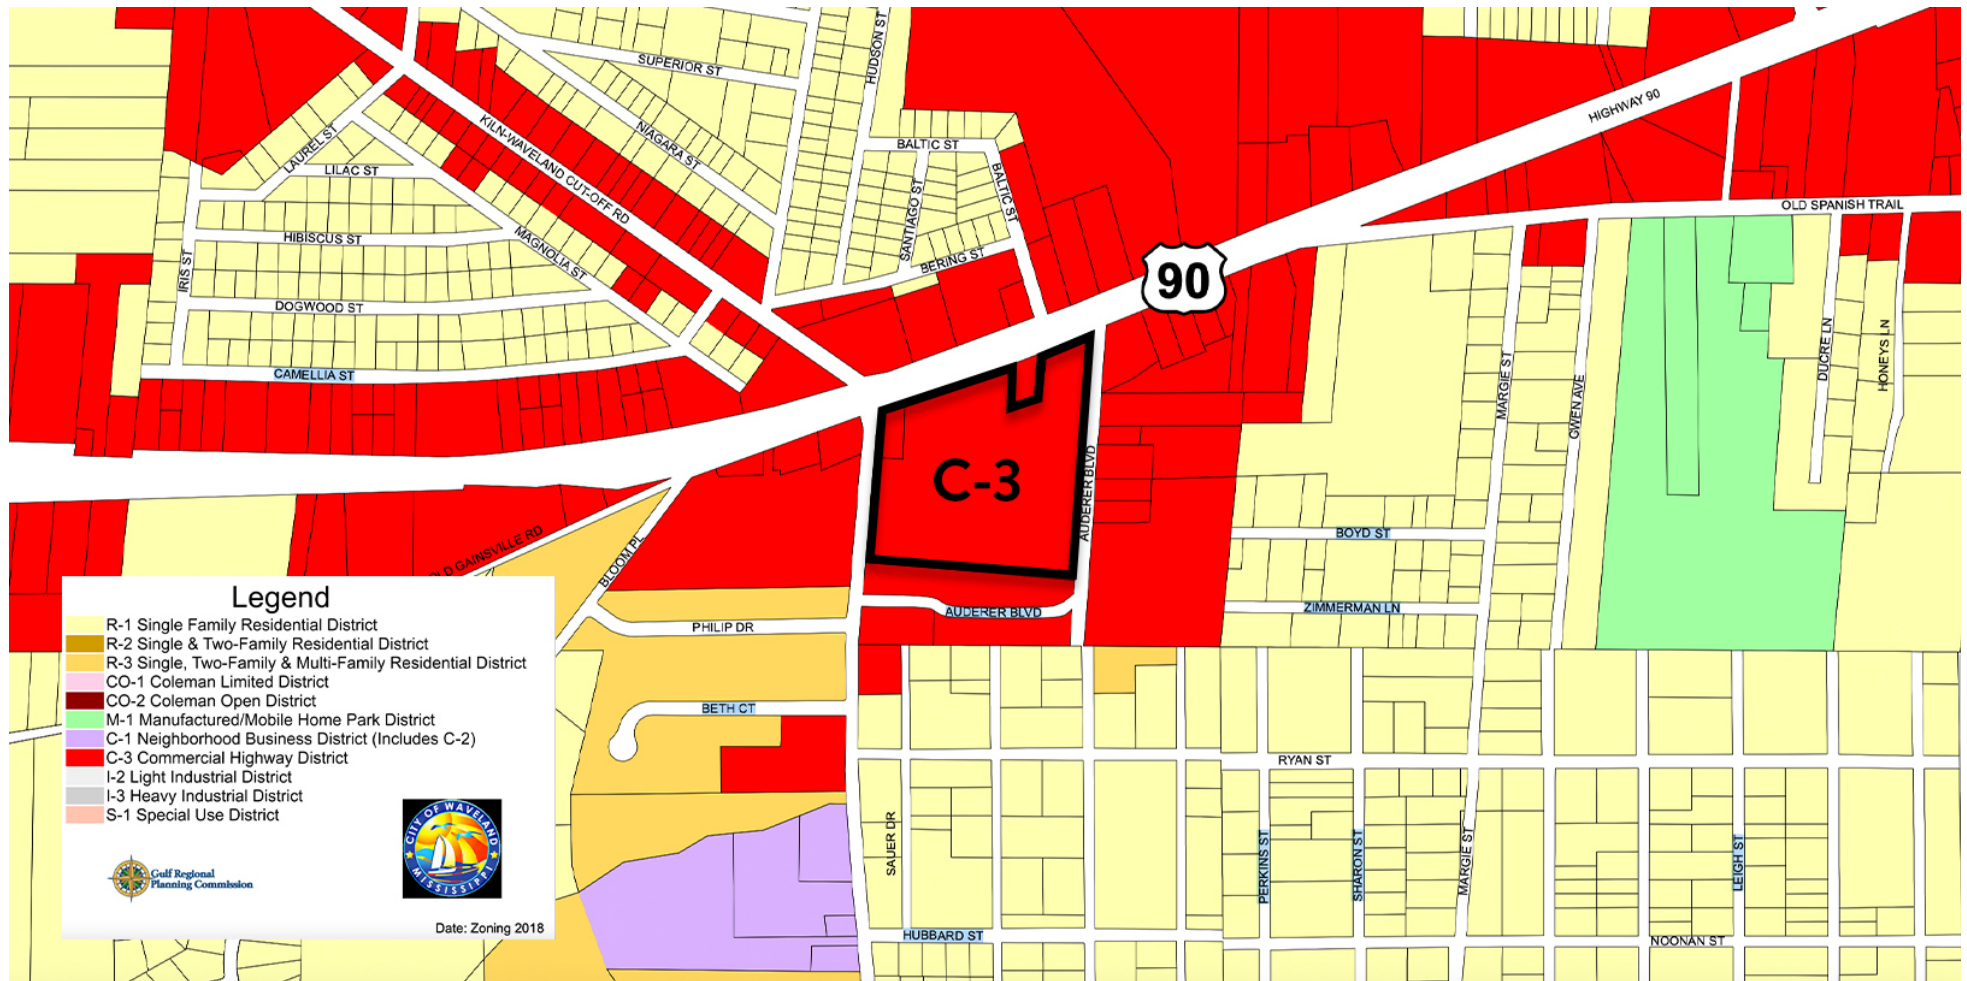 SUPERIOR ST
HUDSON ST
HIGHWAY 90
KILN-WAVELAND CUT-OFF RD
NIAGARA ST
LAUREL ST
LILAC ST
BALTIC ST
BALTIC ST
SANTIAGO ST
OLD SPANISH TRAIL
HIBISCUS ST
MAGNOLIA ST
IRIS ST
BERING ST
90
DOGWOOD ST
CAMELLIA ST
MARGIE ST
GWEN AVE
DUCRE LN
HONEYS LN
C-3
AUDERER BLVD
OLD GAINSVILLE RD
BLOOM PL
BOYD ST
ZIMMERMAN LN
AUDERER BLVD
PHILIP DR
BETH CT
RYAN ST
SAUER DR
PERKINS ST
SHARON ST
MARGIE ST
LEIGH ST
HUBBARD ST
NOONAN ST
Legend
R-1 Single Family Residential District
R-2 Single & Two-Family Residential District
R-3 Single, Two-Family & Multi-Family Residential District
CO-1 Coleman Limited District
CO-2 Coleman Open District
M-1 Manufactured/Mobile Home Park District
C-1 Neighborhood Business District (Includes C-2)
C-3 Commercial Highway District
I-2 Light Industrial District
I-3 Heavy Industrial District
S-1 Special Use District
Gulf Regional
Planning Commission
CITY OF WAVELAND
MISSISSIPPI
Date: Zoning 2018